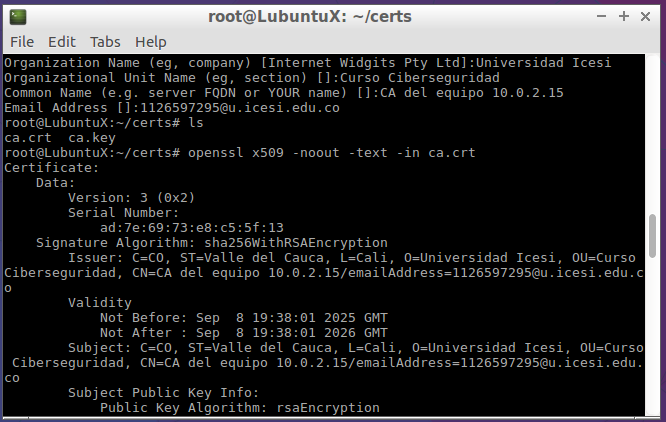 root@LubuntuX: ~/certs
File Edit Tabs Help
Organization Name (eg, company) [Internet Widgits Pty Ltd]:Universidad Icesi
Organizational Unit Name (eg, section) []:Curso Ciberseguridad
Common Name (e.g. server FQDN or YOUR name) []:CA del equipo 10.0.2.15
Email Address []:1126597295@u.icesi.edu.co
root@LubuntuX:~/certs# ls
ca.crt  ca.key
root@LubuntuX:~/certs# openssl x509 -noout -text -in ca.crt
Certificate:
    Data:
        Version: 3 (0x2)
        Serial Number:
            ad:7e:69:73:e8:c5:5f:13
    Signature Algorithm: sha256WithRSAEncryption
        Issuer: C=CO, ST=Valle del Cauca, L=Cali, O=Universidad Icesi, OU=Curso
Ciberseguridad, CN=CA del equipo 10.0.2.15/emailAddress=1126597295@u.icesi.edu.c
o
        Validity
            Not Before: Sep  8 19:38:01 2025 GMT
            Not After : Sep  8 19:38:01 2026 GMT
        Subject: C=CO, ST=Valle del Cauca, L=Cali, O=Universidad Icesi, OU=Curso
 Ciberseguridad, CN=CA del equipo 10.0.2.15/emailAddress=1126597295@u.icesi.edu.
co
        Subject Public Key Info:
            Public Key Algorithm: rsaEncryption